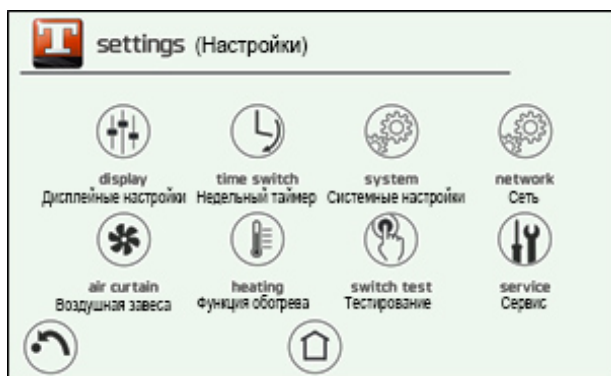 T settings (Настройки)
display time switch system network
Дисплейные настройки Недельный таймер Системные настройки Сеть
air curtain heating switch test service
Воздушная завеса Функция обогрева Тестирование Сервис